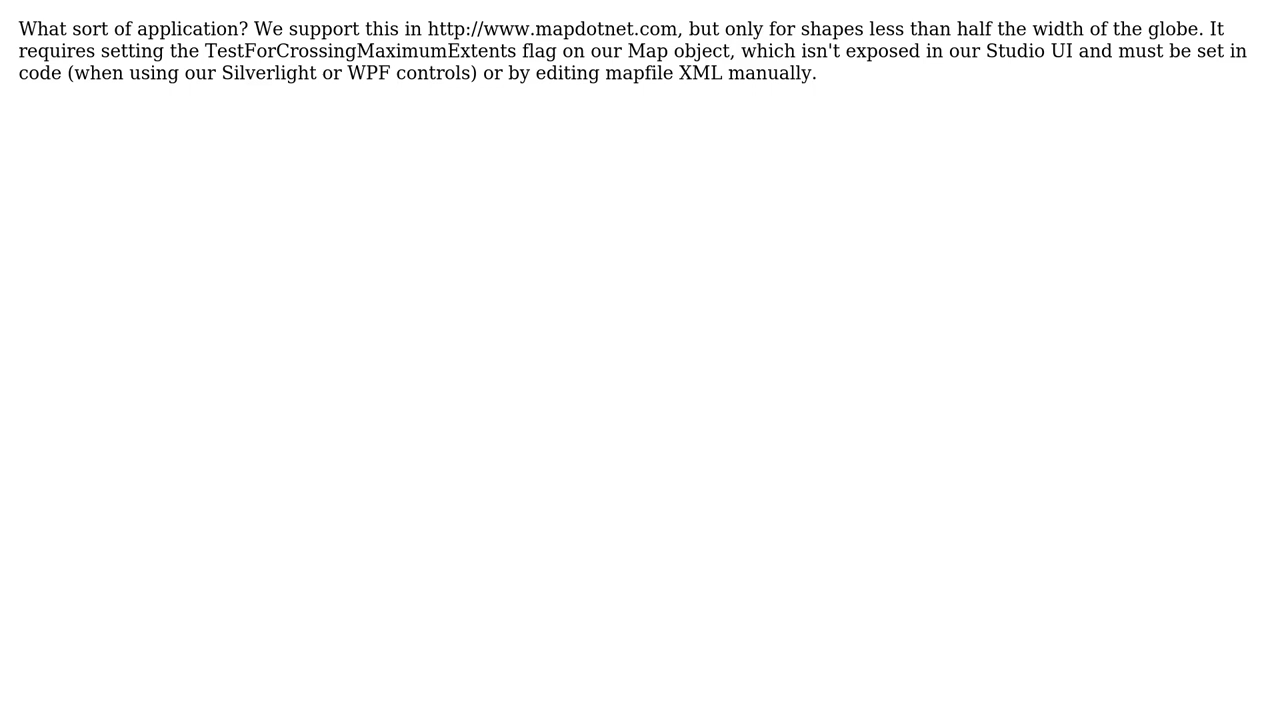 What sort of application? We support this in http://www.mapdotnet.com, but only for shapes less than half the width of the globe. It
requires setting the TestForCrossingMaximumExtents flag on our Map object, which isn't exposed in our Studio UI and must be set in
code (when using our Silverlight or WPF controls) or by editing mapfile XML manually.